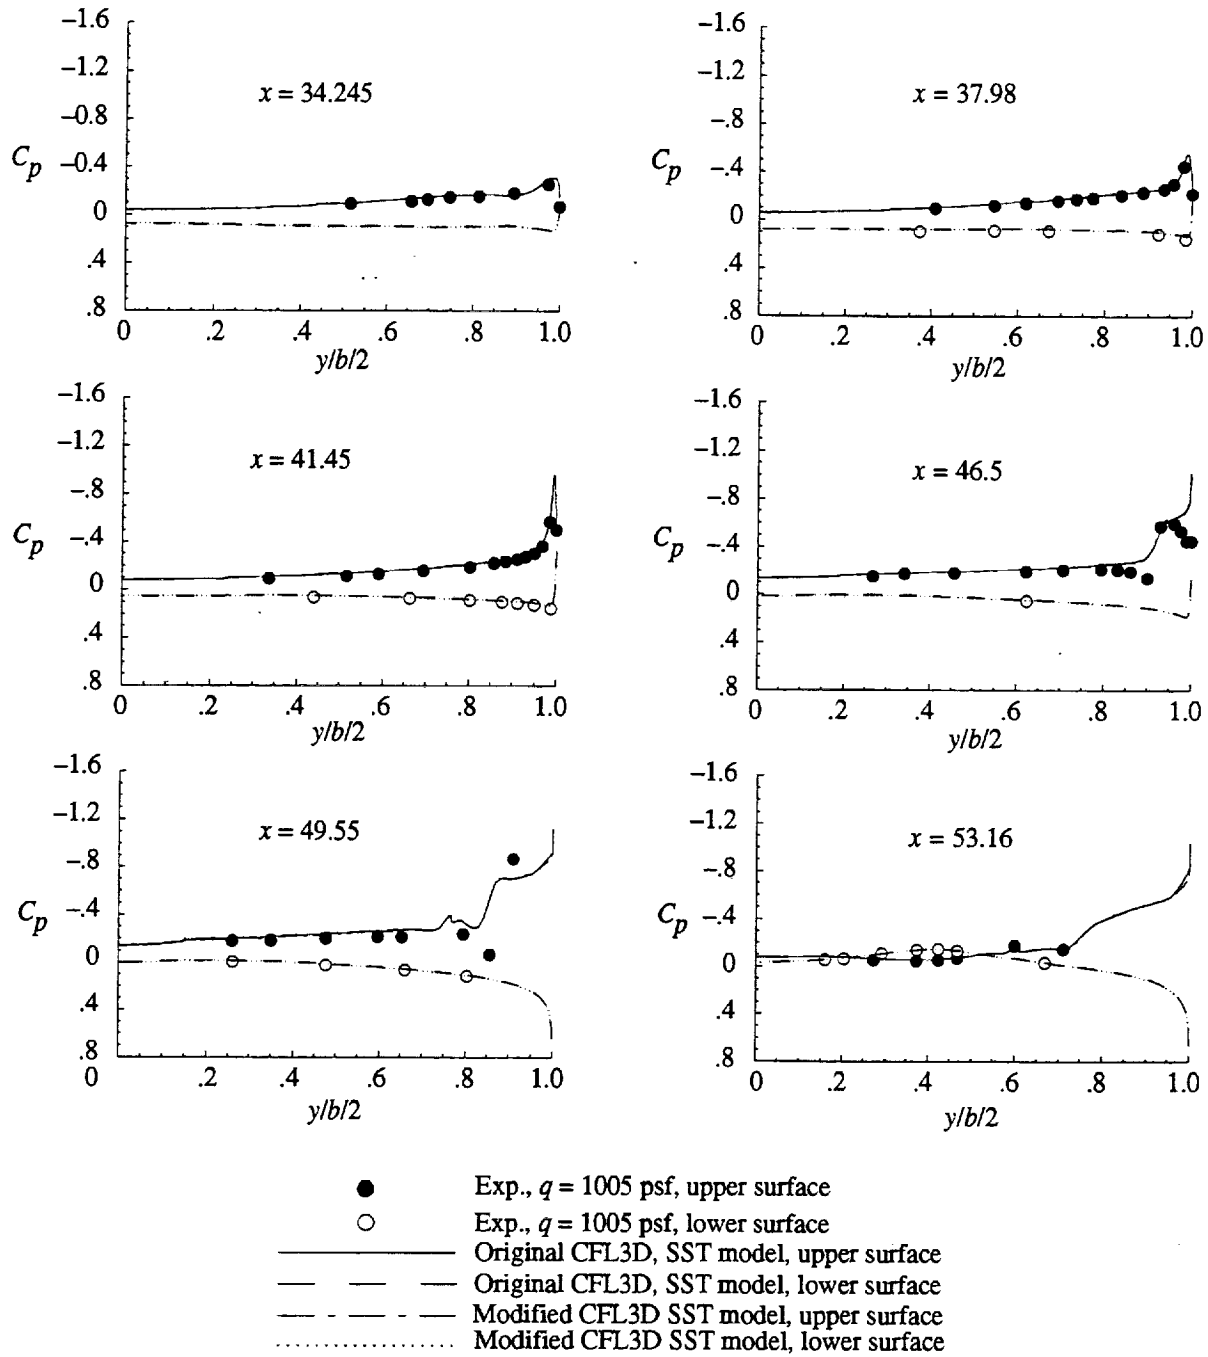 −1.6
−1.2
x = 34.245
−0.8
Cp
−0.4
0
.4
.8
0 .2 .4 .6 .8 1.0
y/b/2
−1.6
−1.2
x = 37.98
−.8
Cp
−.4
0
.4
.8
0 .2 .4 .6 .8 1.0
y/b/2
−1.6
−1.2
x = 41.45
−.8
Cp
−.4
0
.4
.8
0 .2 .4 .6 .8 1.0
y/b/2
−1.6
−1.2
x = 46.5
−.8
Cp
−.4
0
.4
.8
0 .2 .4 .6 .8 1.0
y/b/2
−1.6
−1.2
x = 49.55
−.8
Cp
−.4
0
.4
.8
0 .2 .4 .6 .8 1.0
y/b/2
−1.6
−1.2
x = 53.16
−.8
Cp
−.4
0
.4
.8
0 .2 .4 .6 .8 1.0
y/b/2
Exp., q = 1005 psf, upper surface
Exp., q = 1005 psf, lower surface
Original CFL3D, SST model, upper surface
Original CFL3D, SST model, lower surface
Modified CFL3D SST model, upper surface
Modified CFL3D SST model, lower surface